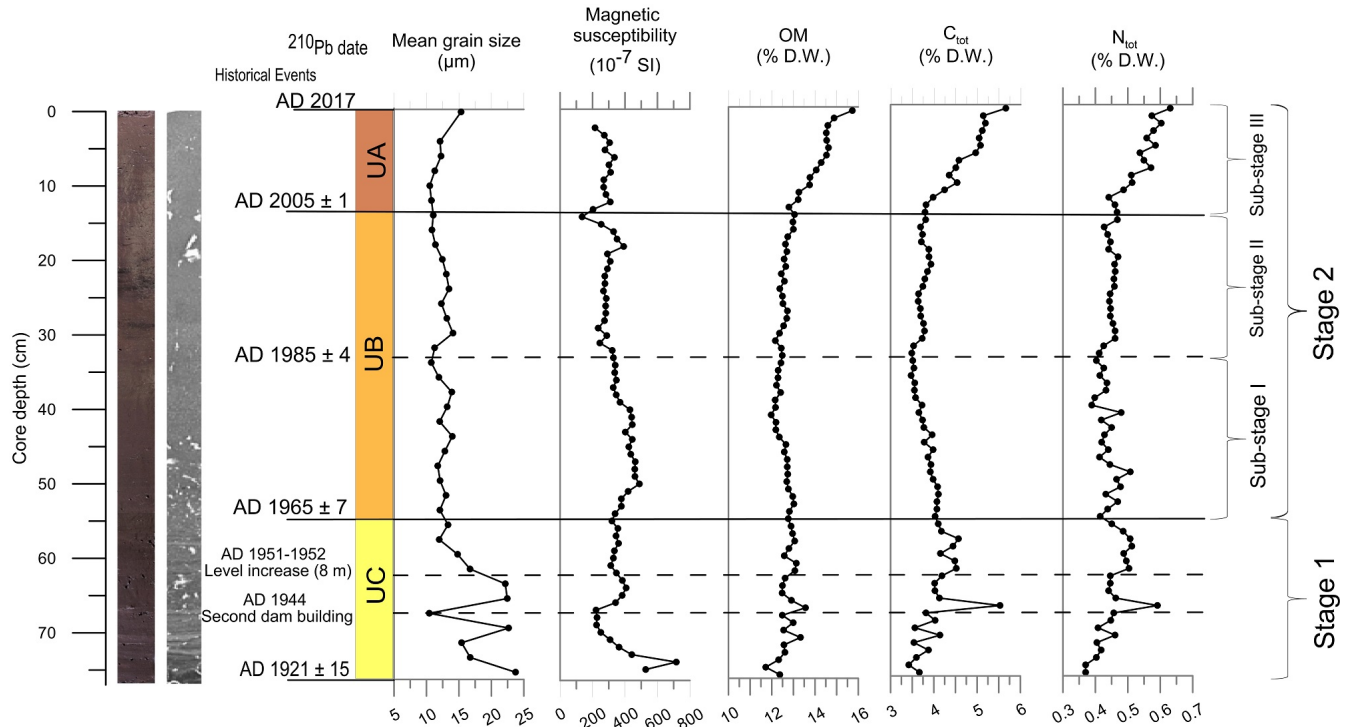 210Pb date
Historical Events
Mean grain size
(µm)
Magnetic
susceptibility
(10-7 SI)
OM
(% D.W.)
Ctot
(% D.W.)
Ntot
(% D.W.)
Core depth (cm)
0
10
20
30
40
50
60
70
AD 2017
AD 2005 ± 1
AD 1985 ± 4
AD 1965 ± 7
AD 1951-1952
Level increase (8 m)
AD 1944
Second dam building
AD 1921 ± 15
UA
UB
UC
5 10 15 20 25
0 200 400 600 800
10 12 14 16
3 4 5 6
0.3 0.4 0.5 0.6 0.7
Sub-stage III
Sub-stage II
Sub-stage I
Stage 2
Stage 1